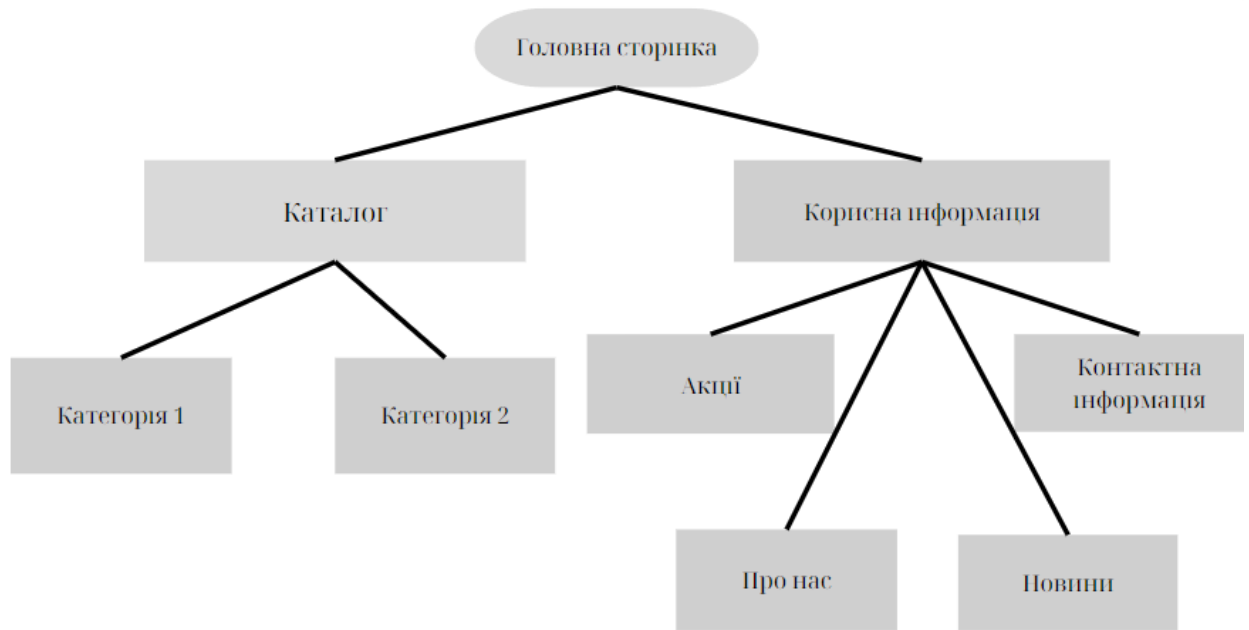 Головна сторінка
Каталог
Корисна інформація
Акції
Контактна
інформація
Категорія 1
Категорія 2
Про нас
Новини